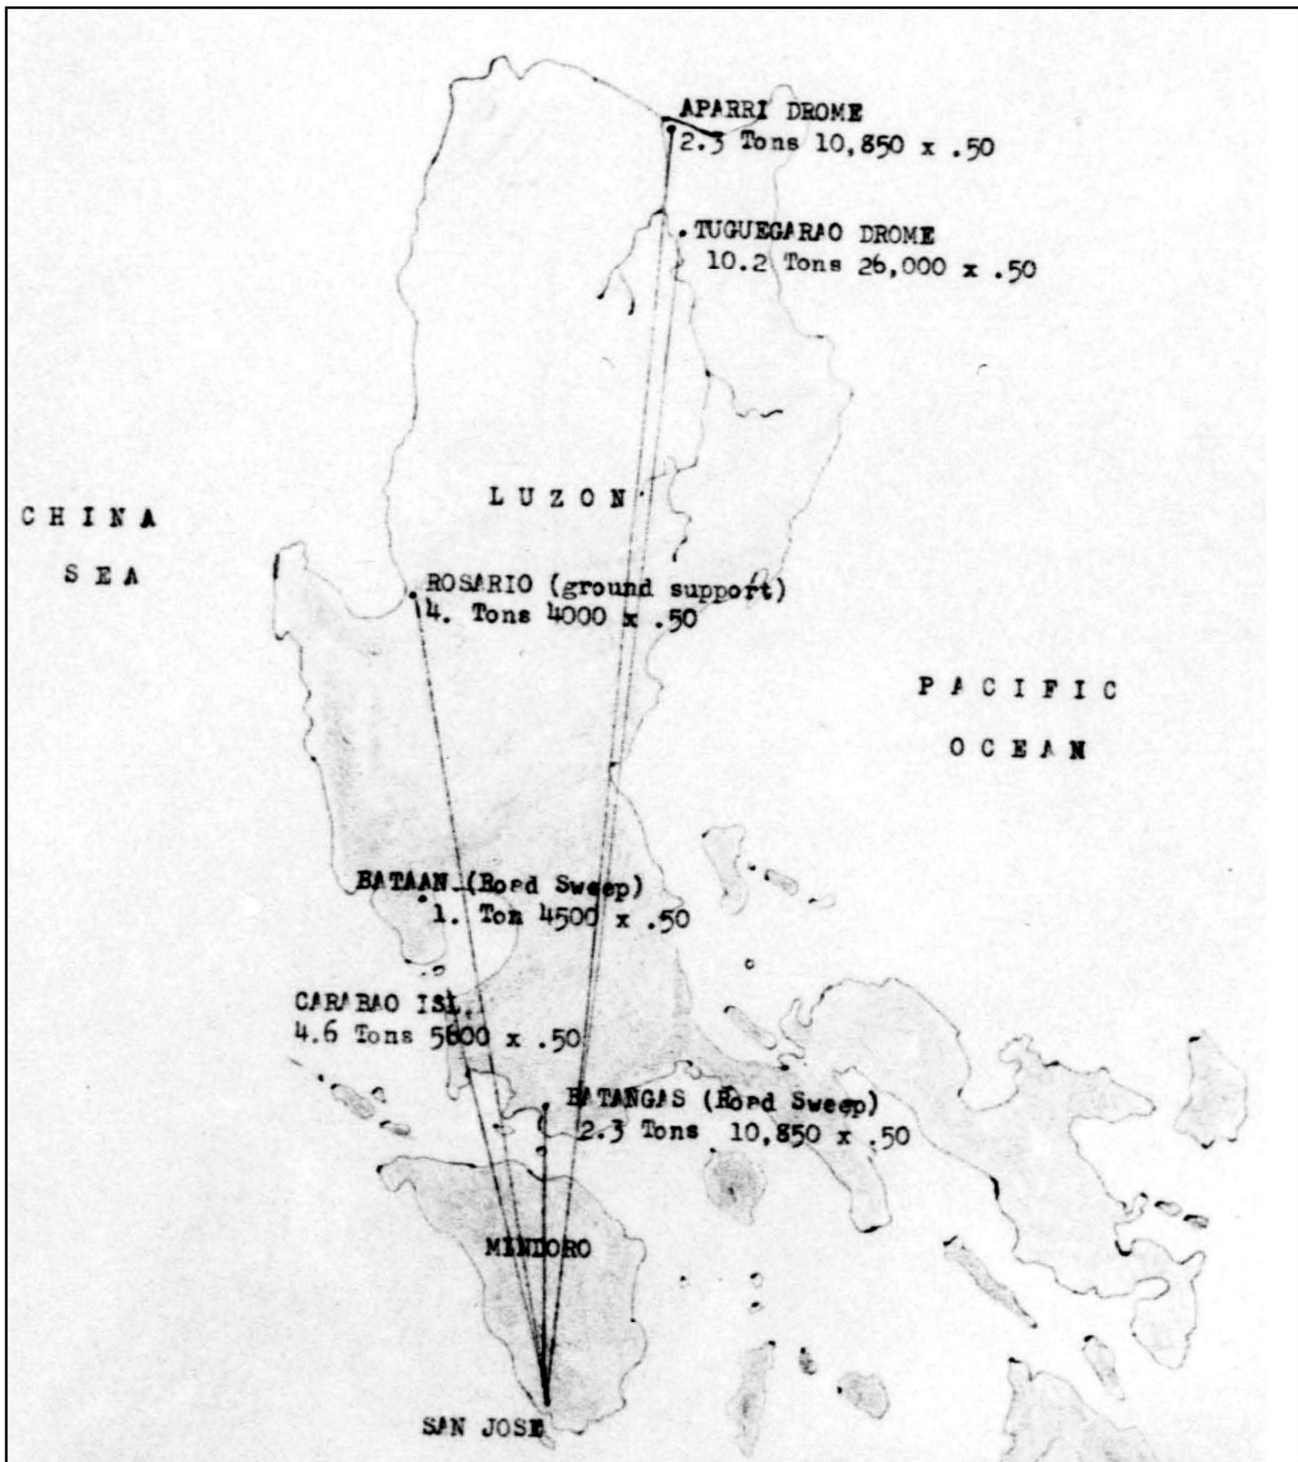 APARRI DROME
2.3 Tons 10,850 x .50
TUGUEGARAO DROME
10.2 Tons 26,000 x .50
LUZON
CHINA
SEA
ROSARIO (ground support)
4. Tons 4000 x .50
PACIFIC
OCEAN
BATAAN (Road Sweep)
1. Ton 4500 x .50
CARABAO ISL.
4.6 Tons 5600 x .50
BATANGAS (Road Sweep)
2.3 Tons 10,850 x .50
MINDORO
SAN JOSE